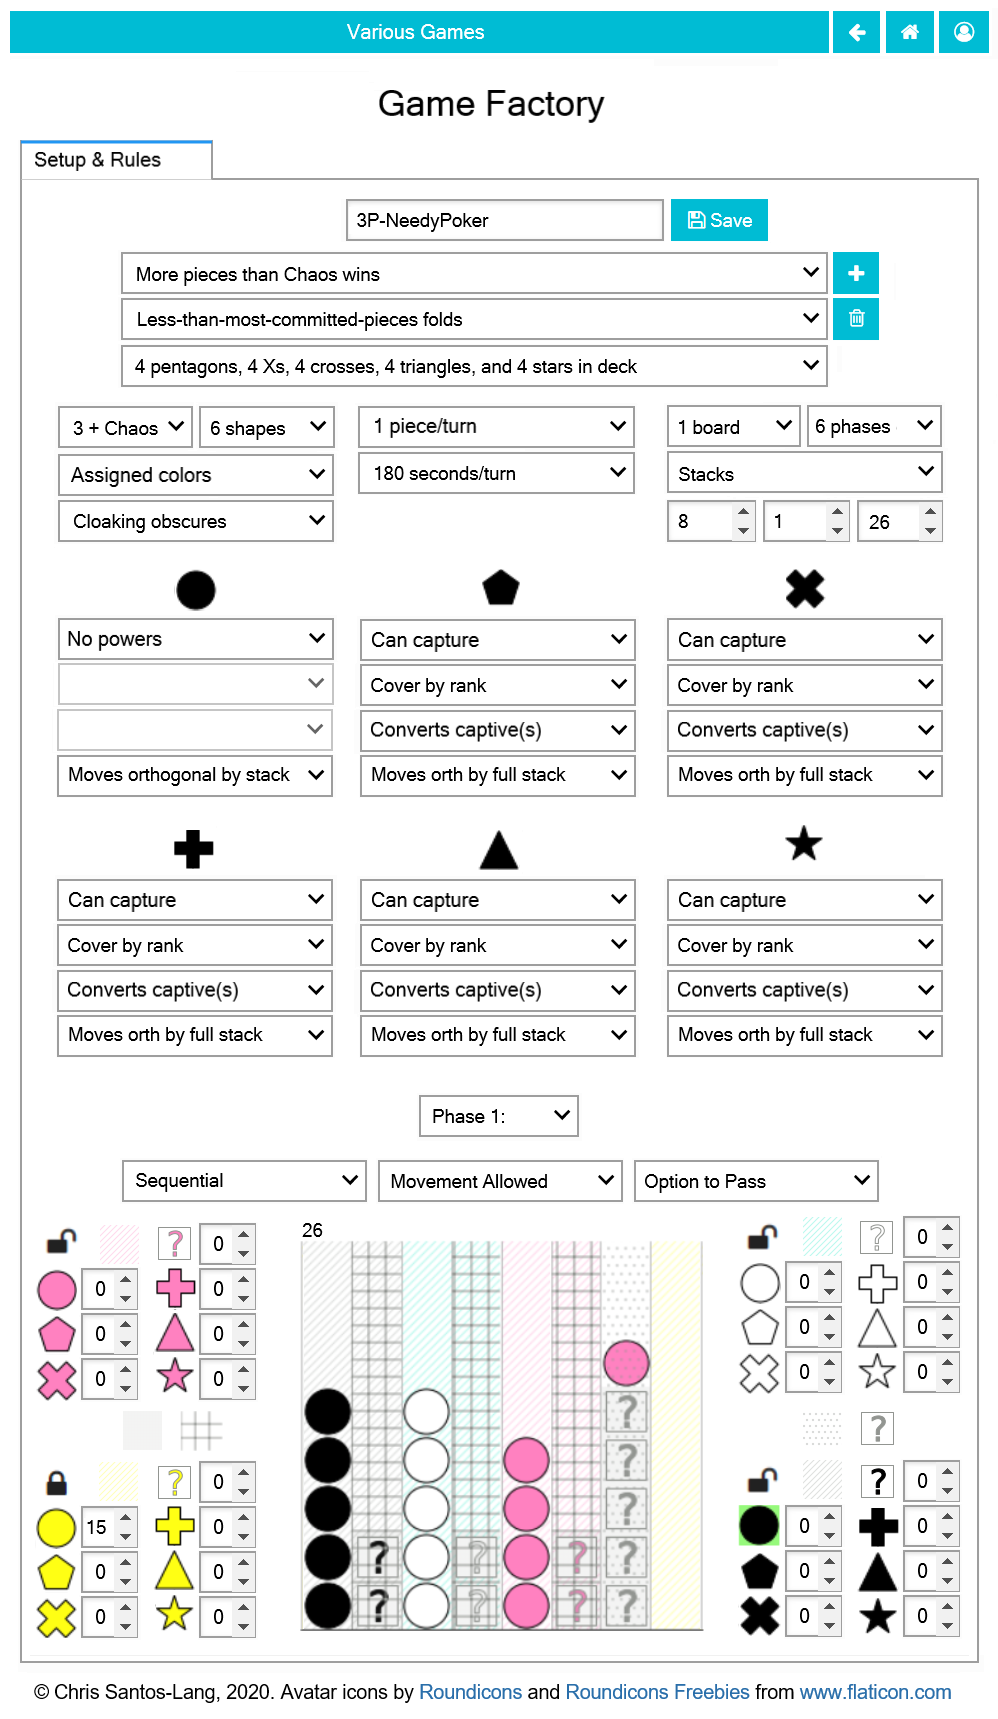 Various Games
Game Factory
Setup & Rules
3P-NeedyPoker
Save
More pieces than Chaos wins
Less-than-most-committed-pieces folds
4 pentagons, 4 Xs, 4 crosses, 4 triangles, and 4 stars in deck
3 + Chaos 6 shapes 1 piece/turn 1 board 6 phases
Assigned colors 180 seconds/turn Stacks
Cloaking obscures 8 1 26
No powers Can capture Can capture
Cover by rank Cover by rank
Converts captive(s) Converts captive(s)
Moves orthogonal by stack Moves orth by full stack Moves orth by full stack
Can capture Can capture Can capture
Cover by rank Cover by rank Cover by rank
Converts captive(s) Converts captive(s) Converts captive(s)
Moves orth by full stack Moves orth by full stack Moves orth by full stack
Phase 1:
Sequential Movement Allowed Option to Pass
26
? 0 ? 0
0 0 0 0
0 0 0 0
0 0 ? 0 0
? ?
? 0 ? ? 0
15 0 ? 0 0
0 0 ? ? ? ? 0 0
0 0 ? ? ? ? 0 0
© Chris Santos-Lang, 2020. Avatar icons by Roundicons and Roundicons Freebies from www.flaticon.com